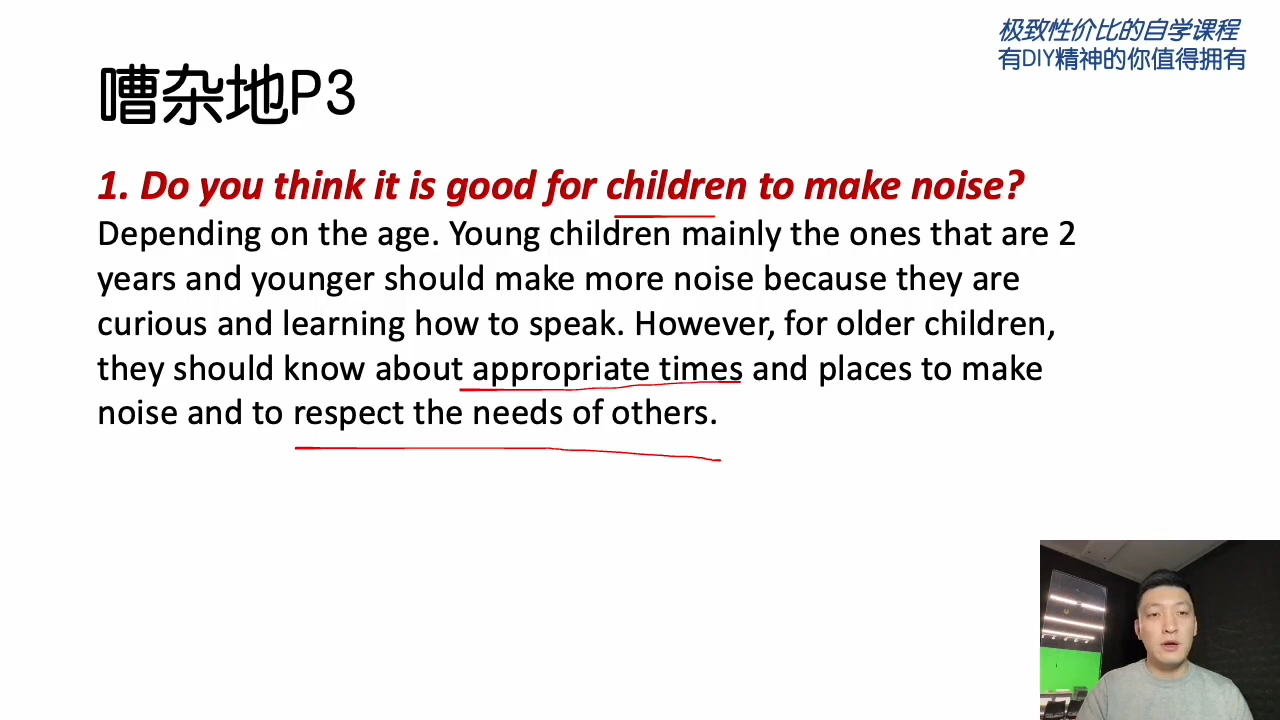 极致性价比的自学课程
有DIY精神的你值得拥有
嘈杂地P3
1. Do you think it is good for children to make noise?
Depending on the age. Young children mainly the ones that are 2
years and younger should make more noise because they are
curious and learning how to speak. However, for older children,
they should know about appropriate times and places to make
noise and to respect the needs of others.